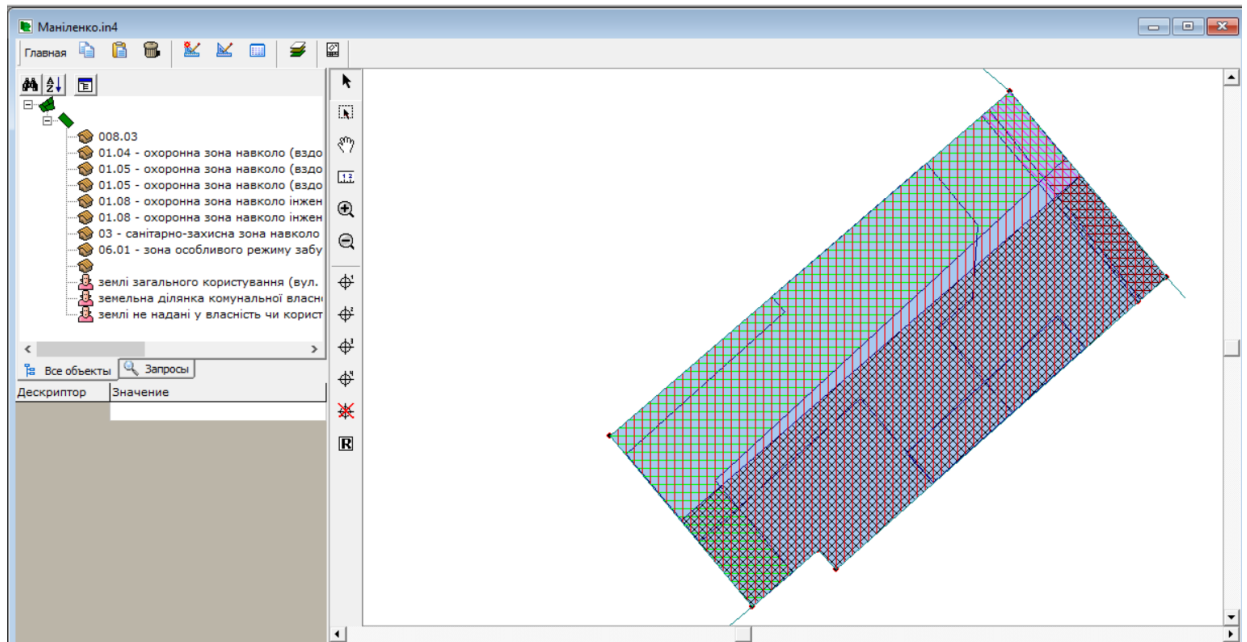 Маніленко.in4
Главная
008.03
01.04 - охоронна зона навколо (вздо
01.05 - охоронна зона навколо (вздо
01.05 - охоронна зона навколо (вздо
01.08 - охоронна зона навколо інжен
01.08 - охоронна зона навколо інжен
03 - санітарно-захисна зона навколо
06.01 - зона особливого режиму забу
землі загального користування (вул.
земельна ділянка комунальної власн
землі не надані у власність чи корист
Все объекты Запросы
Дескриптор Значение